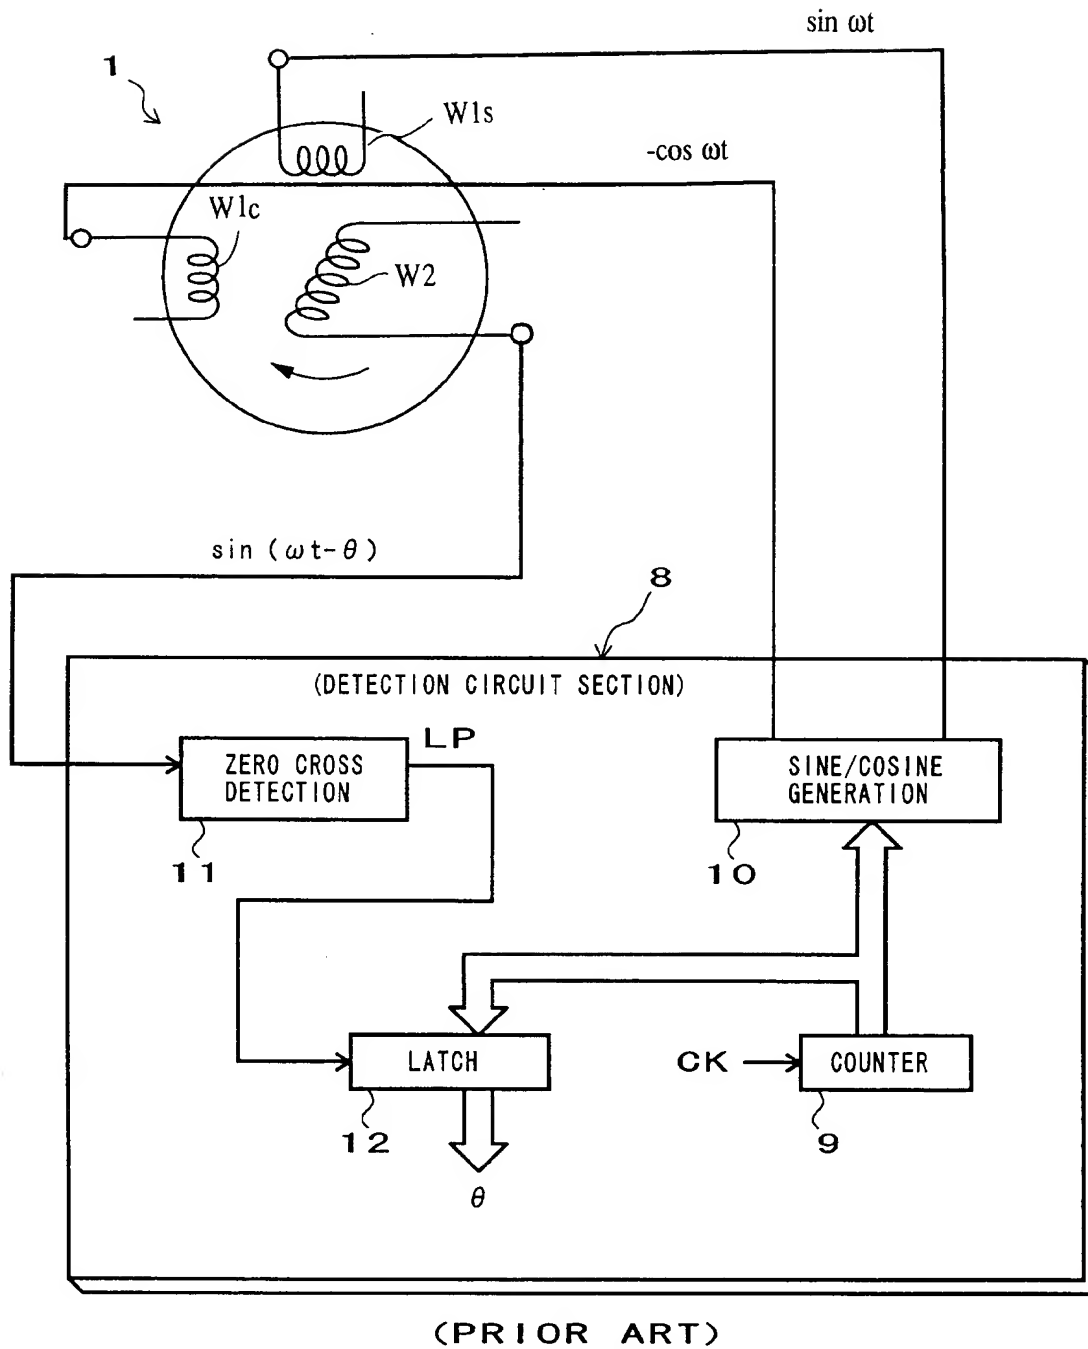 sin ωt
1
W1s
-cos ωt
W1c
W2
sin (ωt-θ)
8
(DETECTION CIRCUIT SECTION)
LP
ZERO CROSS
DETECTION
SINE/COSINE
GENERATION
11
10
LATCH
CK
COUNTER
12
9
θ
(PRIOR ART)